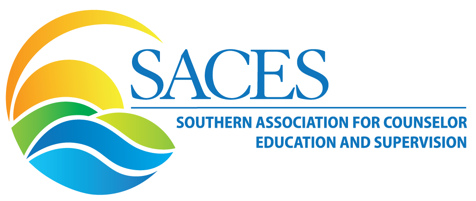 SACES
SOUTHERN ASSOCIATION FOR COUNSELOR
EDUCATION AND SUPERVISION